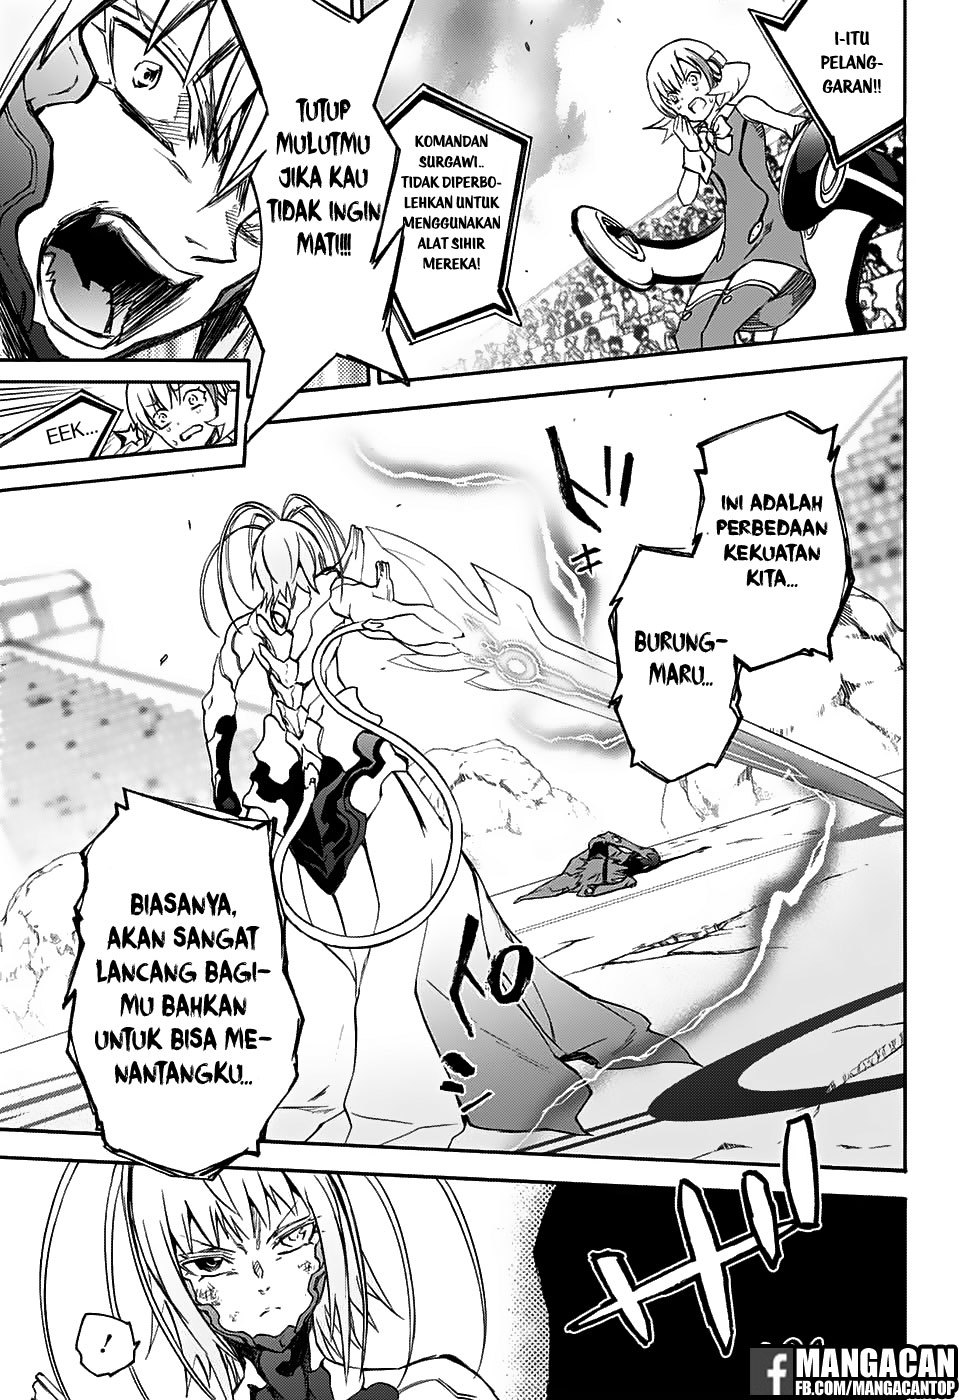 I-ITU
PELANG-
GARAN!!
KOMANDAN
SURGAWI..
TIDAK DIPERBO-
LEHKAN UNTUK
MENGGUNAKAN
ALAT SIHIR
MEREKA!
TUTUP
MULUTMU
JIKA KAU
TIDAK INGIN
MATI!!!
EEK...
INI ADALAH
PERBEDAAN
KEKUATAN
KITA...
BURUNG-
MARU...
ドド
BIASANYA,
AKAN SANGAT
LANCANG BAGI-
MU BAHKAN
UNTUK BISA ME-
NANTANGKU...
!
f MANGACAN
FB.COM/MANGACANTOP